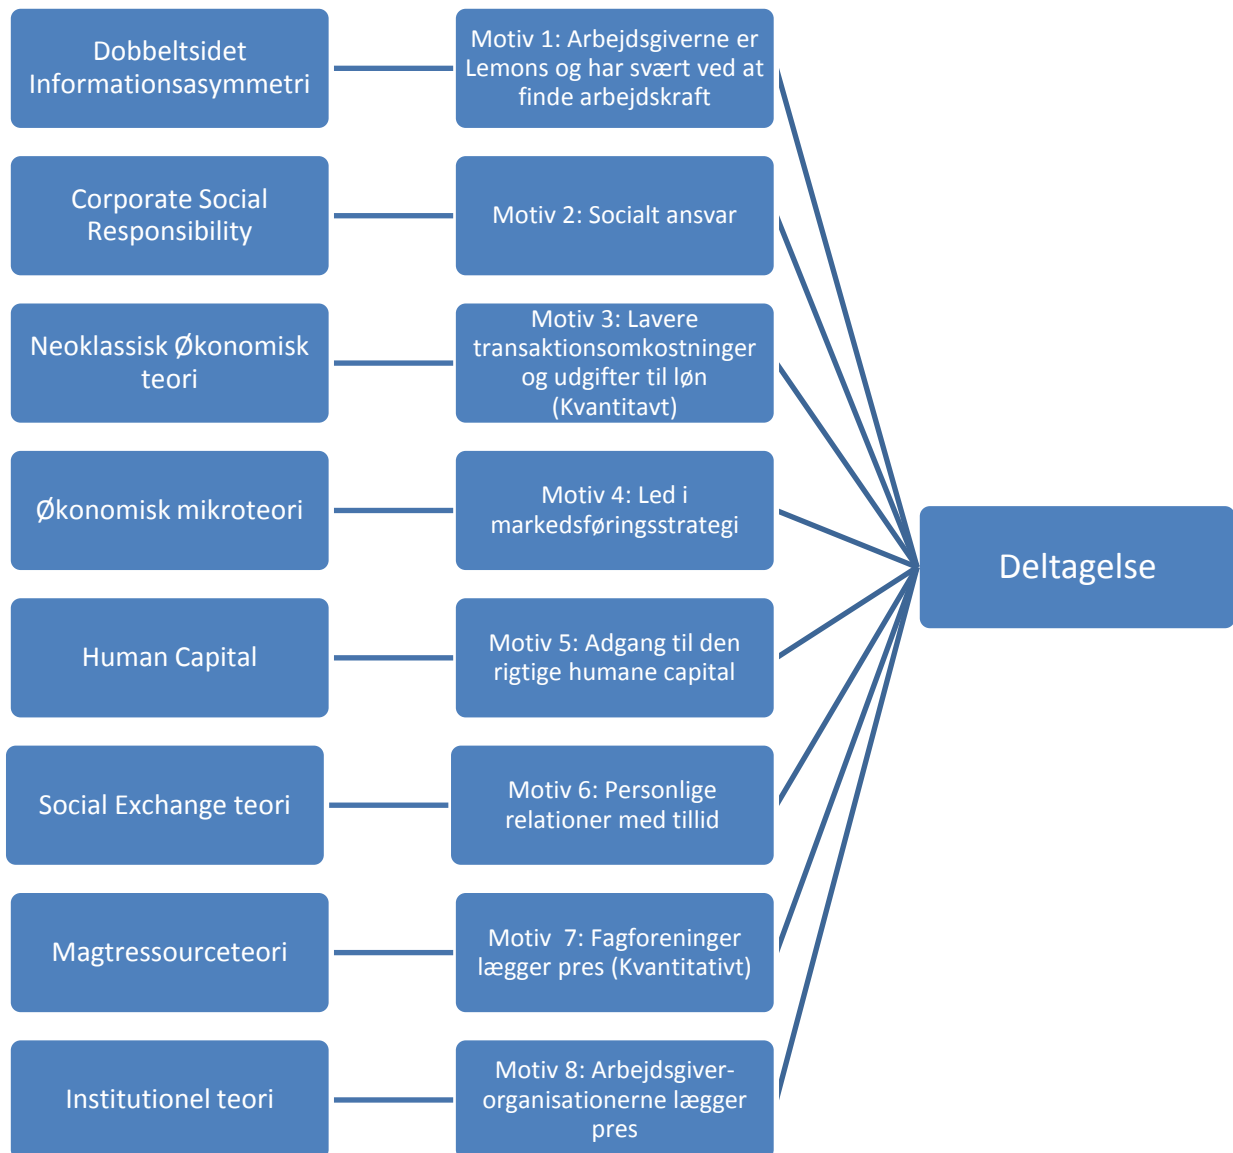 Dobbeltsidet
Informationsasymmetri
Motiv 1: Arbejdsgiverne er
Lemons og har svært ved at
finde arbejdskraft
Corporate Social
Responsibility
Motiv 2: Socialt ansvar
Neoklassisk Økonomisk
teori
Motiv 3: Lavere
transaktionsomkostninger
og udgifter til løn
(Kvantitavt)
Økonomisk mikroteori
Motiv 4: Led i
markedsføringsstrategi
Human Capital
Motiv 5: Adgang til den
rigtige humane capital
Social Exchange teori
Motiv 6: Personlige
relationer med tillid
Magtressourceteori
Motiv  7: Fagforeninger
lægger pres (Kvantitativt)
Institutionel teori
Motiv 8: Arbejdsgiver-
organisationerne lægger
pres
Deltagelse